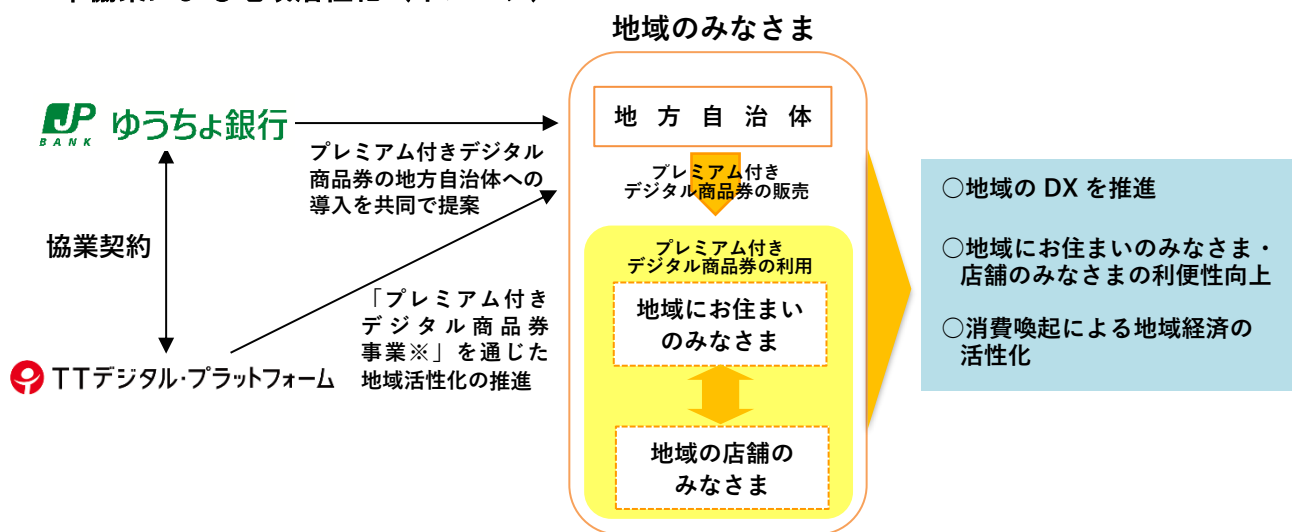 地域のみなさま
JP
BANK
ゆうちょ銀行
プレミアム付きデジタル
商品券の地方自治体への
導入を共同で提案
協業契約
「プレミアム付き
デジタル商品券
事業※」を通じた
地域活性化の推進
TTデジタル・プラットフォーム
地方自治体
プレミアム付き
デジタル商品券の販売
プレミアム付き
デジタル商品券の利用
地域にお住まい
のみなさま
地域の店舗の
みなさま
○地域の DX を推進
○地域にお住まいのみなさま・
店舗のみなさまの利便性向上
○消費喚起による地域経済の
活性化